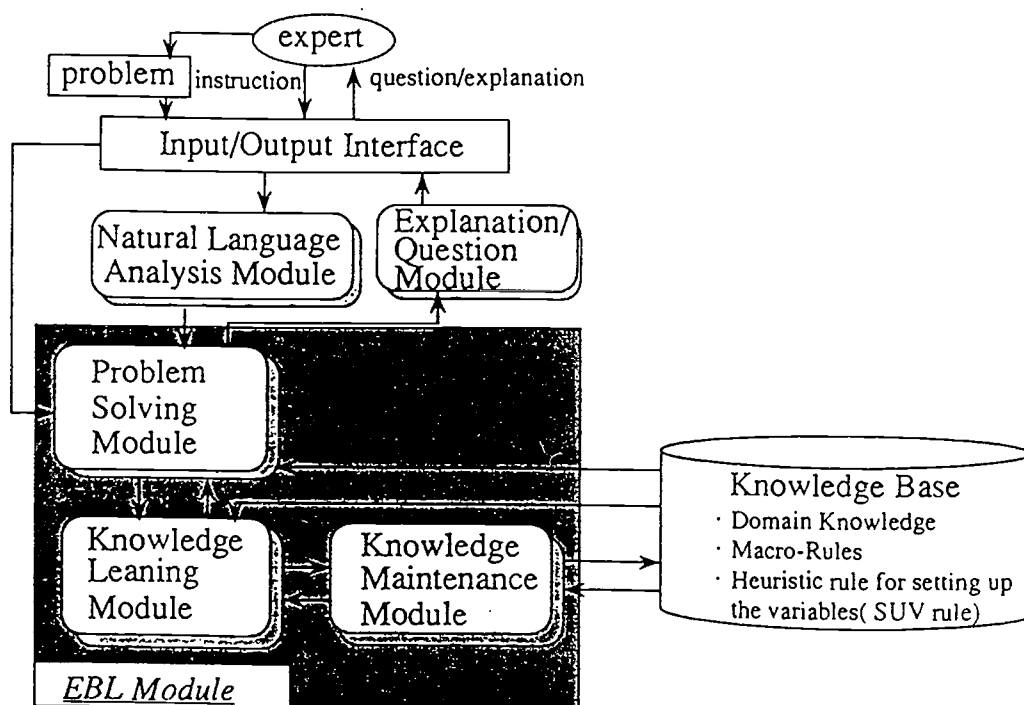 expert
problem
instruction
question/explanation
Input/Output Interface
Natural Language
Analysis Module
Explanation/
Question
Module
Problem
Solving
Module
Knowledge Base
· Domain Knowledge
· Macro-Rules
· Heuristic rule for setting up
the variables( SUV rule)
Knowledge
Leaning
Module
Knowledge
Maintenance
Module
EBL Module